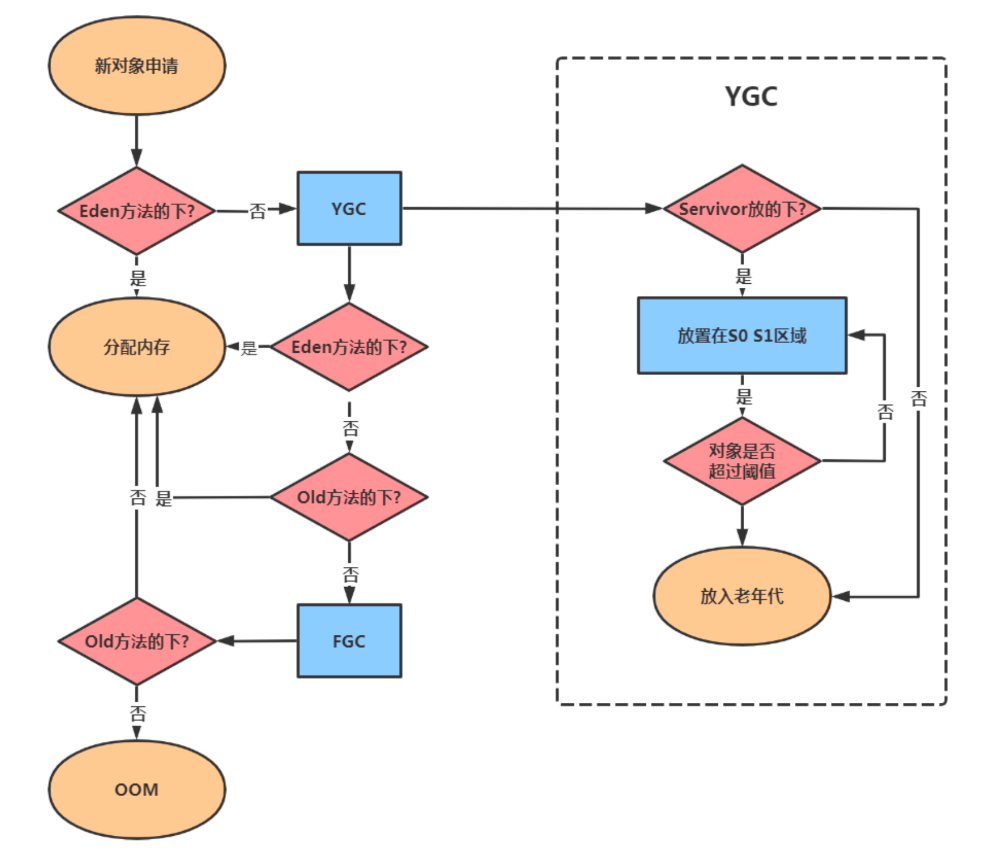 新对象申请
YGC
Eden方法的下?
否
YGC
Servivor放的下?
是
是
分配内存
是
Eden方法的下?
放置在S0 S1区域
否
是
否
否
对象是否
超过阈值
否
是
Old方法的下?
否
放入老年代
Old方法的下?
FGC
否
OOM